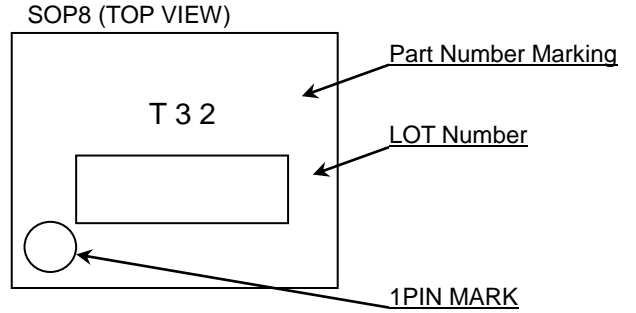 SOP8 (TOP VIEW)
Part Number Marking
T 3 2
LOT Number
1PIN MARK